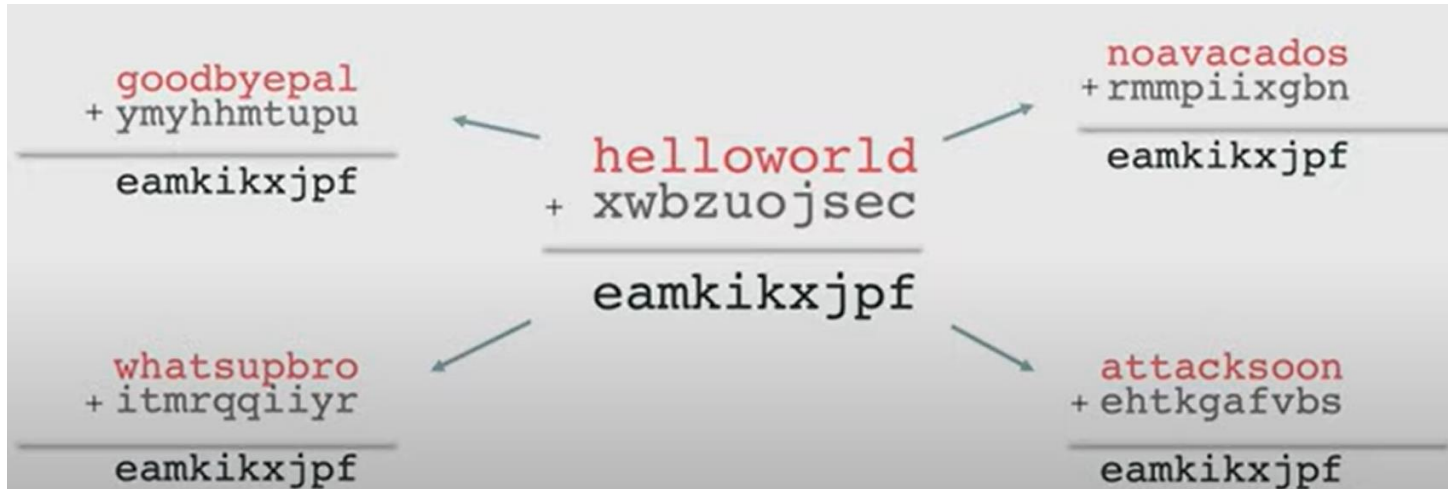 goodbyepal
+ ymyhhmtupu
eamkikxjpf
helloworld
+ xwbzuojsec
eamkikxjpf
noavacados
+ rmmpiixgbn
eamkikxjpf
whatsupbro
+ itmrqqiiyr
eamkikxjpf
attacksoon
+ ehtkgafvbs
eamkikxjpf